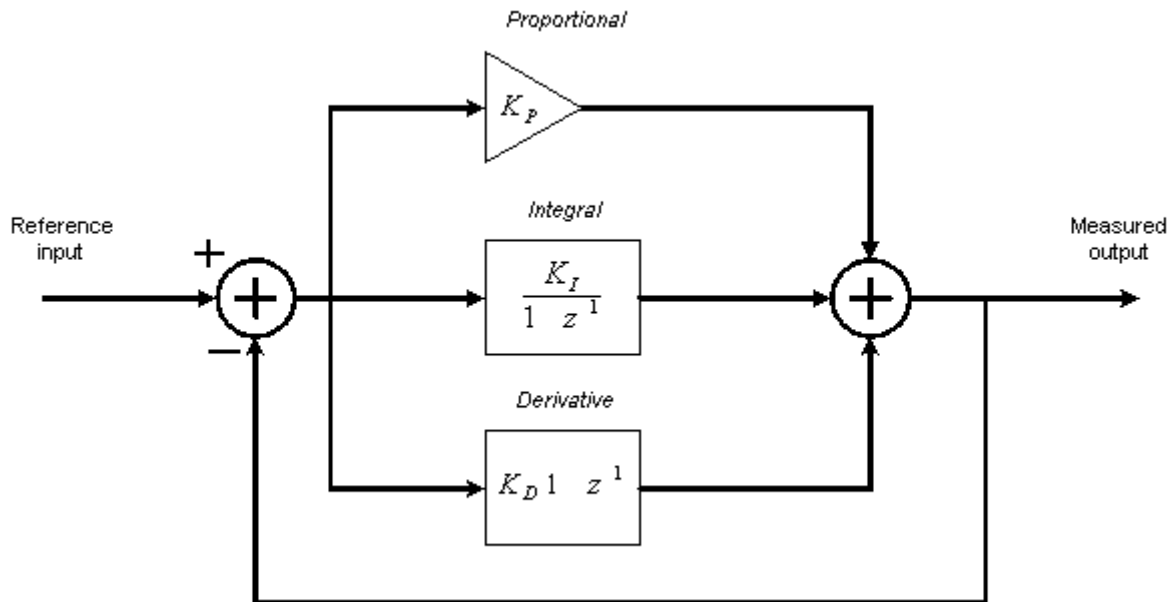 Proportional
K_P
Reference
input
+
−
+
Integral
K_I
1 z^1
+
Measured
output
Derivative
K_D 1 z^1